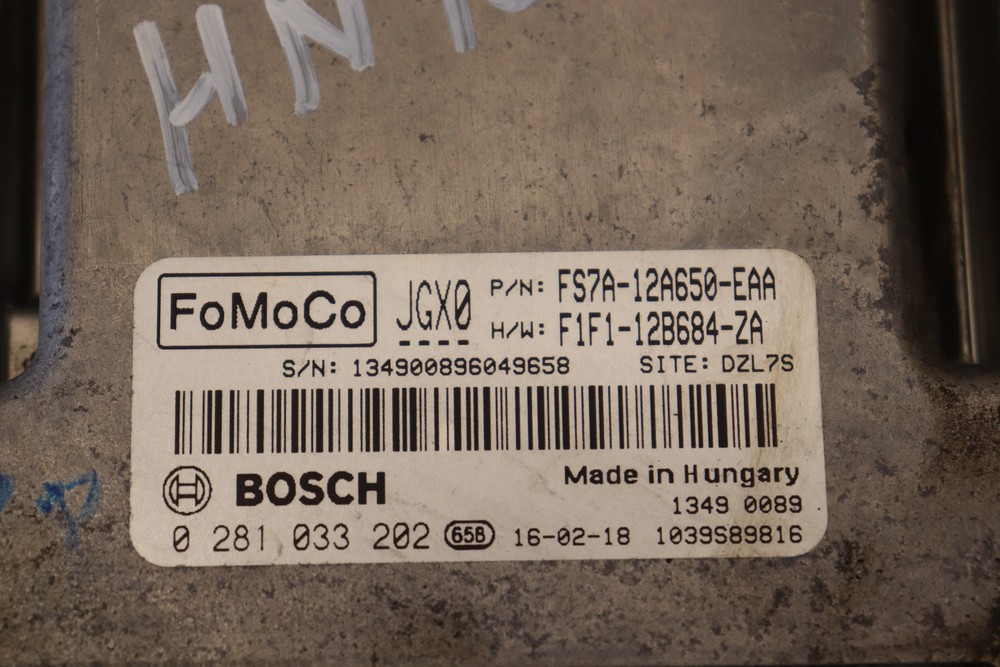 HN
FoMoCo JGX0 P/N: FS7A-12A650-EAA
H/W: F1F1-12B684-ZA
S/N: 134900896049658 SITE: DZL7S
BOSCH Made in Hungary
1349 0089
0 281 033 202 65B 16-02-18 1039S89816